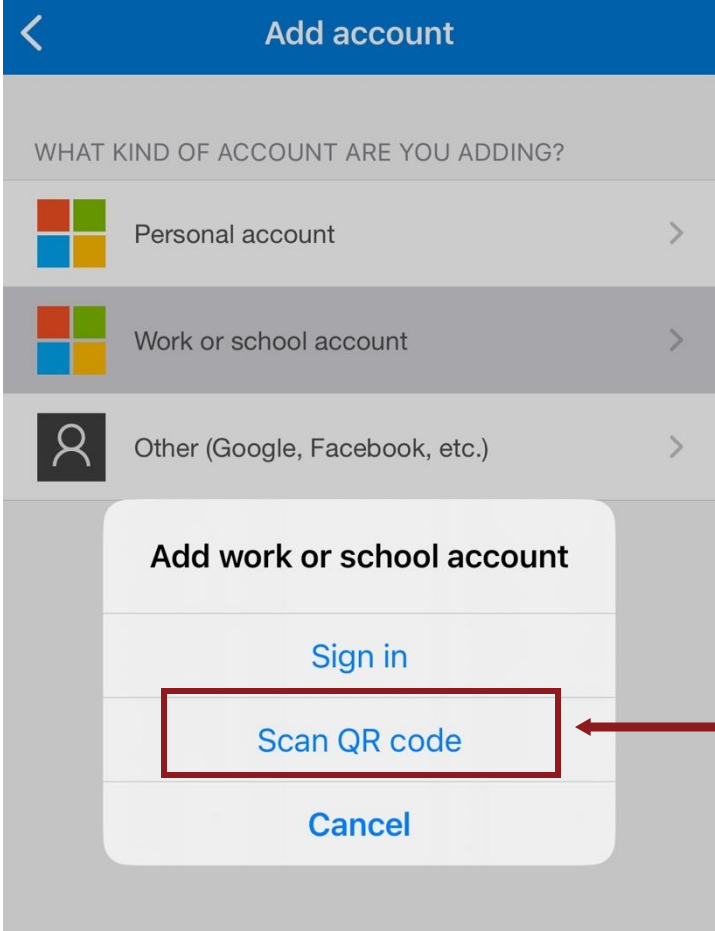 Add account
WHAT KIND OF ACCOUNT ARE YOU ADDING?
Personal account
Work or school account
Other (Google, Facebook, etc.)
Add work or school account
Sign in
Scan QR code
Cancel